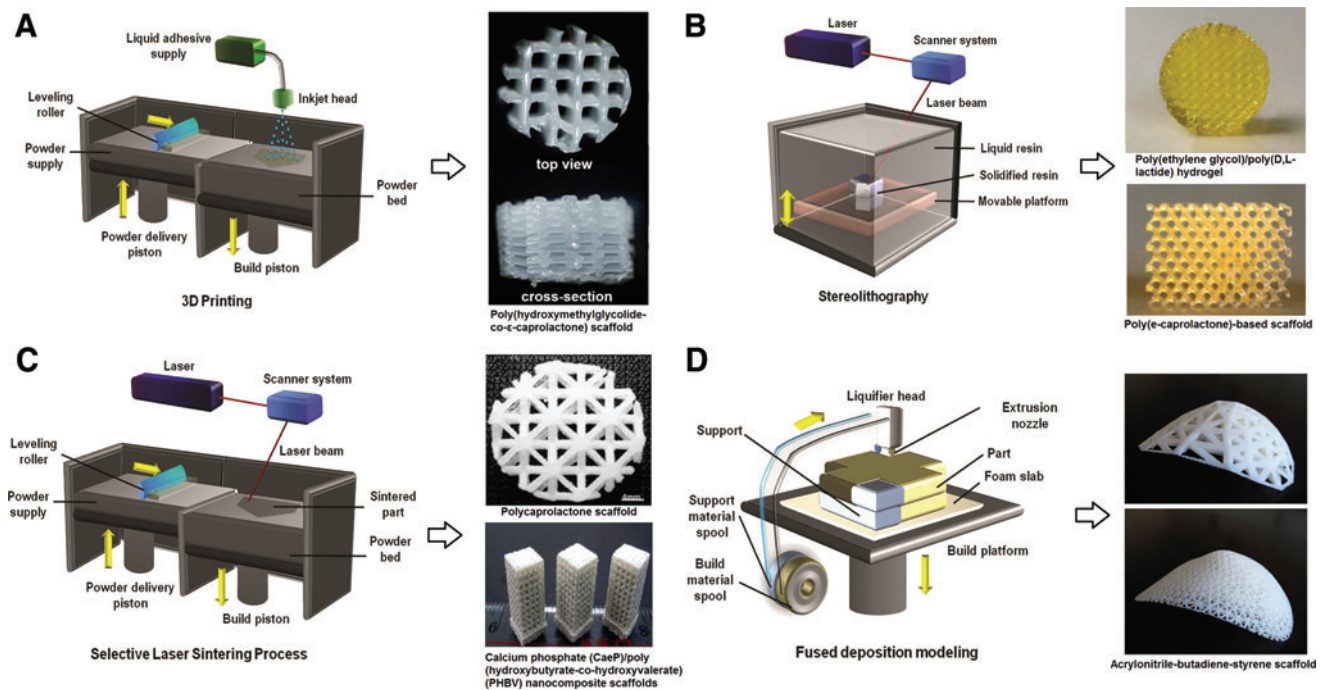 A
Liquid adhesive
supply
Leveling
roller
Inkjet head
Powder
supply
Powder
bed
Powder delivery
piston
Build piston
3D Printing
top view
cross-section
Poly(hydroxymethylglycolide-
co-ε-caprolactone) scaffold
B
Laser
Scanner
system
Laser beam
Liquid resin
Solidified resin
Movable platform
Stereolithography
Poly(ethylene glycol)/poly(D,L-
lactide) hydrogel
Poly(e-caprolactone)-based scaffold
C
Laser
Scanner system
Leveling
roller
Laser beam
Powder
supply
Sintered
part
Powder
bed
Powder delivery
piston
Build piston
Selective Laser Sintering Process
4mm
Polycaprolactone scaffold
Calcium phosphate (CaeP)/poly
(hydroxybutyrate-co-hydroxyvalerate)
(PHBV) nanocomposite scaffolds
D
Liquifier head
Extrusion
nozzle
Support
Part
Foam slab
Support
material
spool
Build platform
Build
material
spool
Fused deposition modeling
Acrylonitrile-butadiene-styrene scaffold